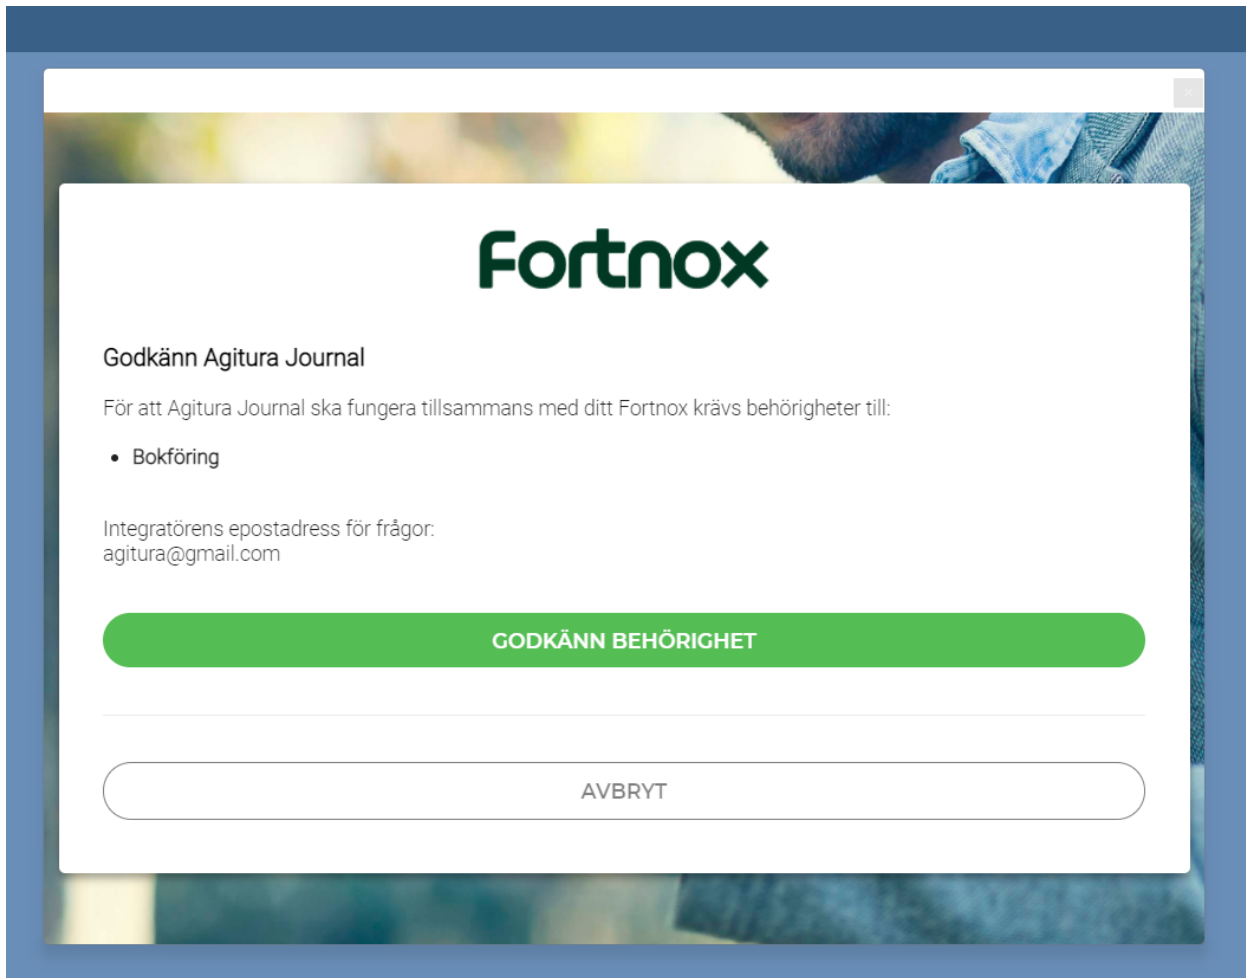 Fortnox
Godkänn Agitura Journal
För att Agitura Journal ska fungera tillsammans med ditt Fortnox krävs behörigheter till:
• Bokföring
Integratörens epostadress för frågor:
agitura@gmail.com
GODKÄNN BEHÖRIGHET
AVBRYT